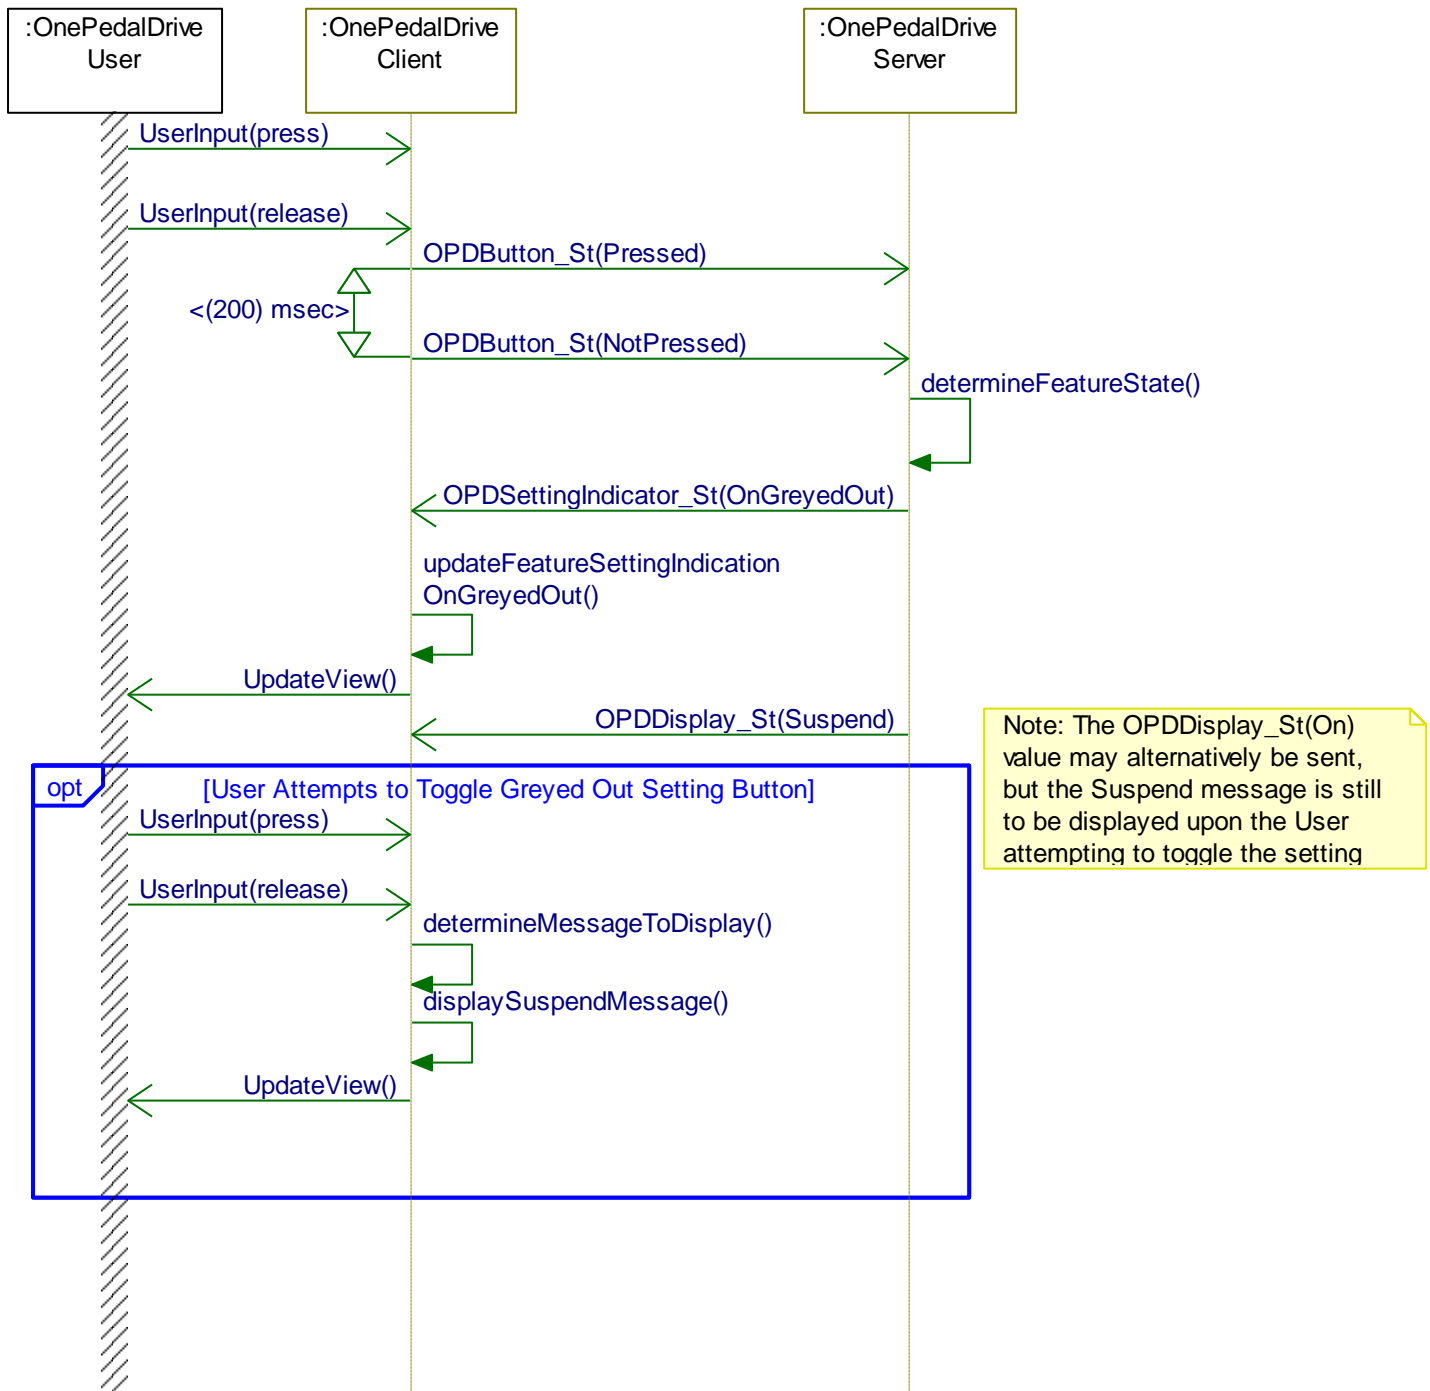 :OnePedalDrive
User
:OnePedalDrive
Client
:OnePedalDrive
Server
UserInput(press)
UserInput(release)
OPDButton_St(Pressed)
<(200) msec>
OPDButton_St(NotPressed)
determineFeatureState()
OPDSettingIndicator_St(OnGreyedOut)
updateFeatureSettingIndication
OnGreyedOut()
UpdateView()
OPDDisplay_St(Suspend)
Note: The OPDDisplay_St(On)
value may alternatively be sent,
but the Suspend message is still
to be displayed upon the User
attempting to toggle the setting
opt
[User Attempts to Toggle Greyed Out Setting Button]
UserInput(press)
UserInput(release)
determineMessageToDisplay()
displaySuspendMessage()
UpdateView()